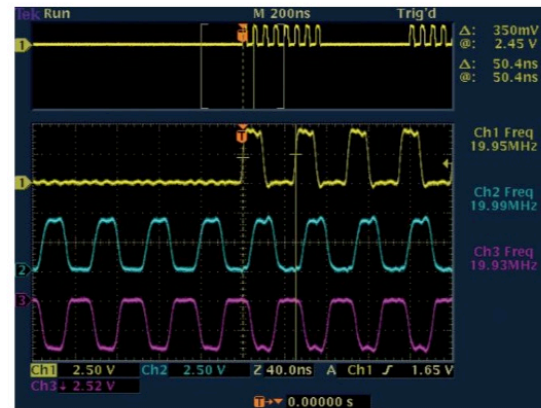 Tek Run M 200ns Trig'd
T
1
Δ: 350mV
@: 2.45 V
Δ: 50.4ns
@: 50.4ns
T
Ch1 Freq
19.95MHz
1
Ch2 Freq
19.99MHz
2
Ch3 Freq
19.93MHz
3
Ch1 2.50 V Ch2 2.50 V Z 40.0ns A Ch1 ƒ 1.65 V
Ch3↓ 2.52 V
T→▼ 0.00000 s